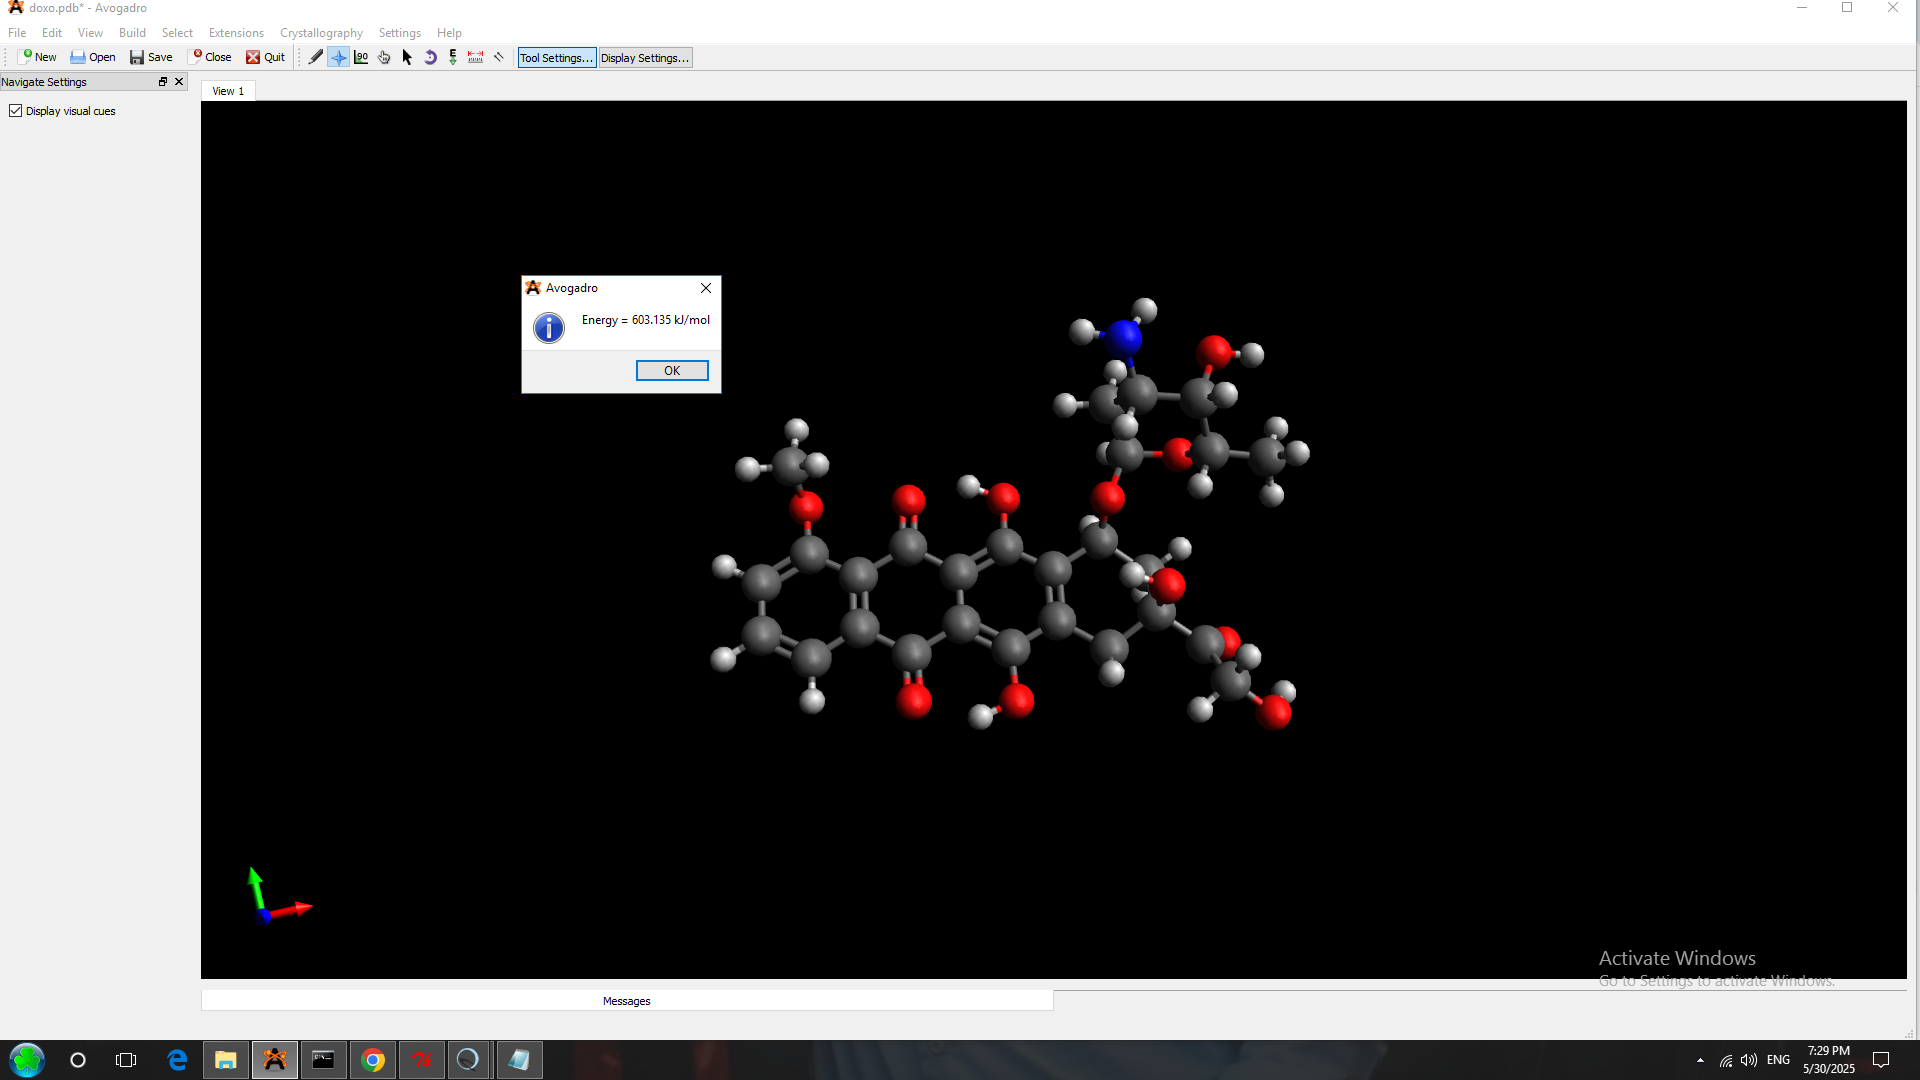 doxo.pdb* - Avogadro
File Edit View Build Select Extensions Crystallography Settings Help
New Open Save Close Quit Tool Settings... Display Settings...
Navigate Settings
View 1
Display visual cues
Avogadro
Energy = 603.135 kJ/mol
OK
Activate Windows
Go to Settings to activate Windows.
Messages
ENG
7:29 PM
5/30/2025